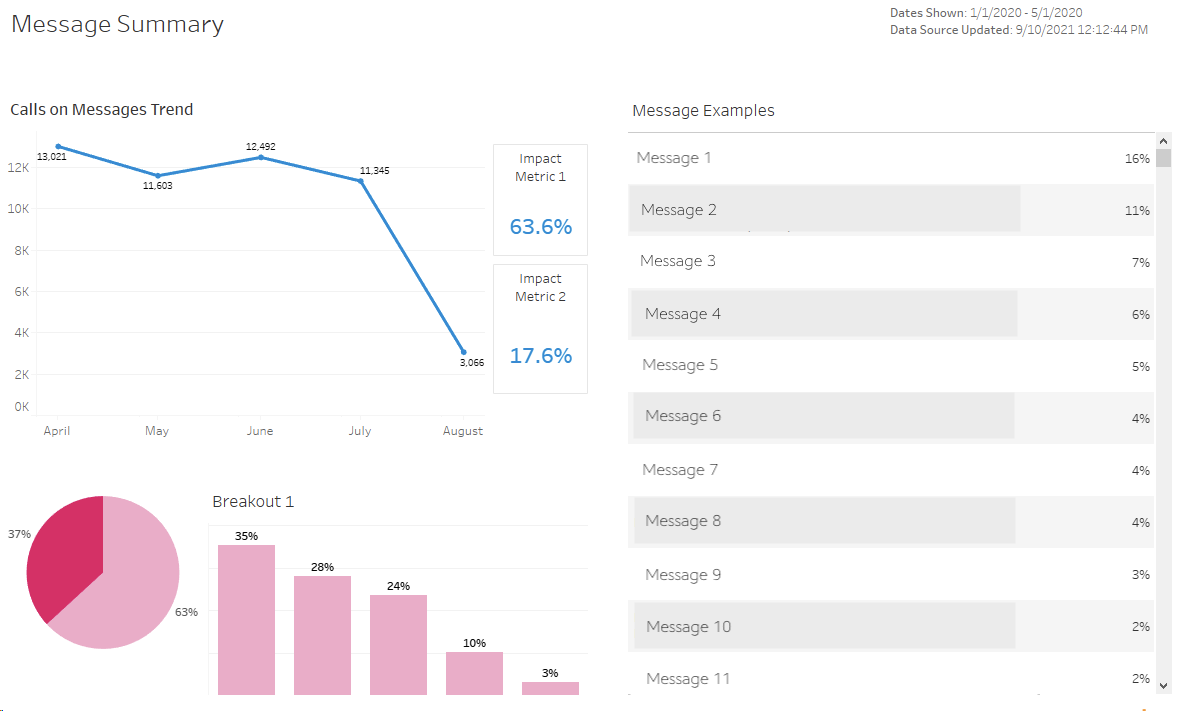 Message Summary
Dates Shown: 1/1/2020 - 5/1/2020
Data Source Updated: 9/10/2021 12:12:44 PM
Calls on Messages Trend
12K
10K
8K
6K
4K
2K
0K
13,021
11,603
12,492
11,345
3,066
April
May
June
July
August
Impact
Metric 1
63.6%
Impact
Metric 2
17.6%
37%
63%
Breakout 1
35%
28%
24%
10%
3%
Message Examples
Message 1 16%
Message 2 11%
Message 3 7%
Message 4 6%
Message 5 5%
Message 6 4%
Message 7 4%
Message 8 4%
Message 9 3%
Message 10 2%
Message 11 2%